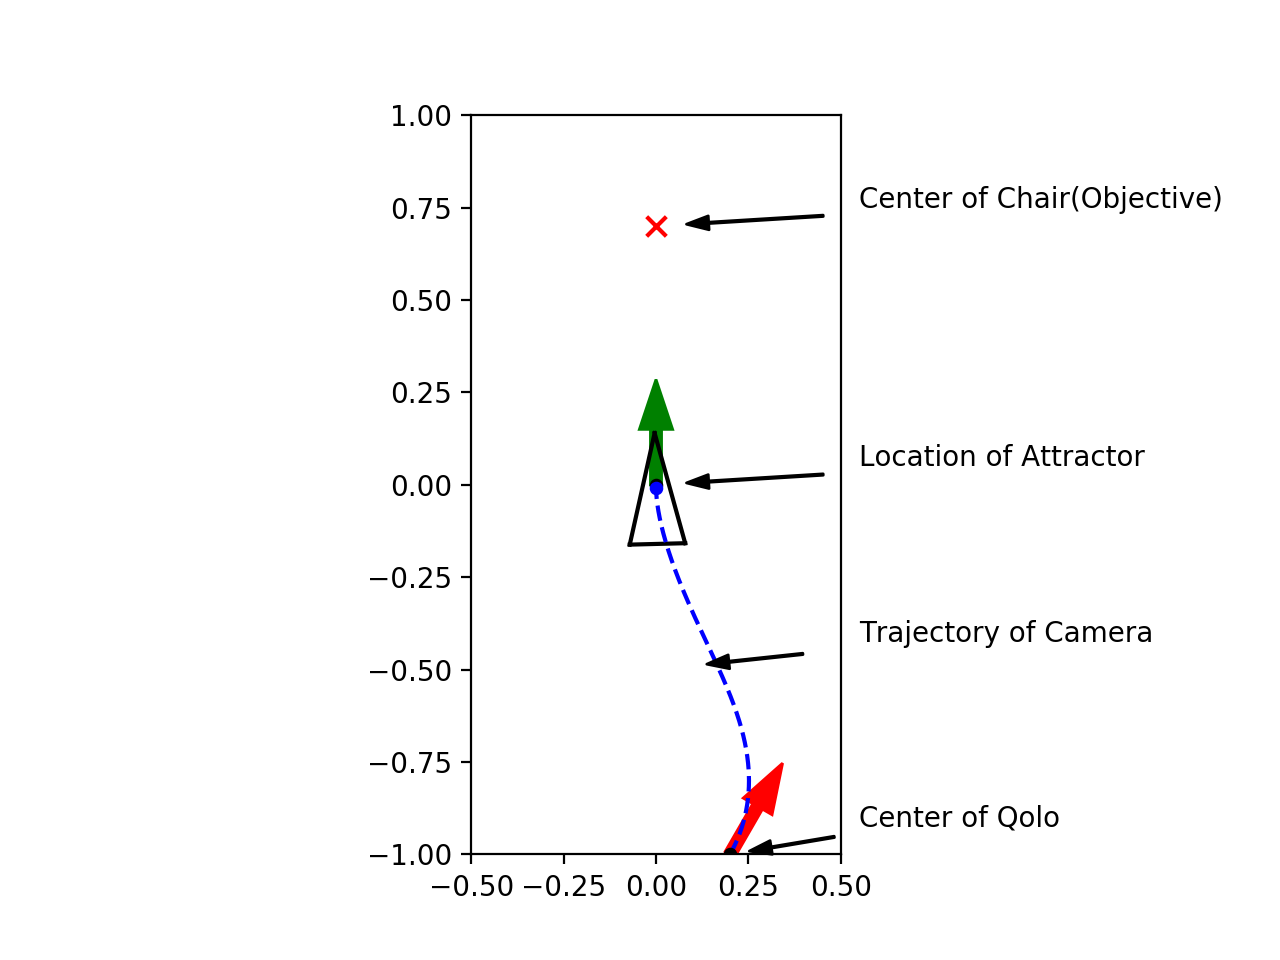 1.00
0.75
0.50
0.25
0.00
−0.25
−0.50
−0.75
−1.00
−0.50 −0.25 0.00 0.25 0.50
Center of Chair(Objective)
Location of Attractor
Trajectory of Camera
Center of Qolo